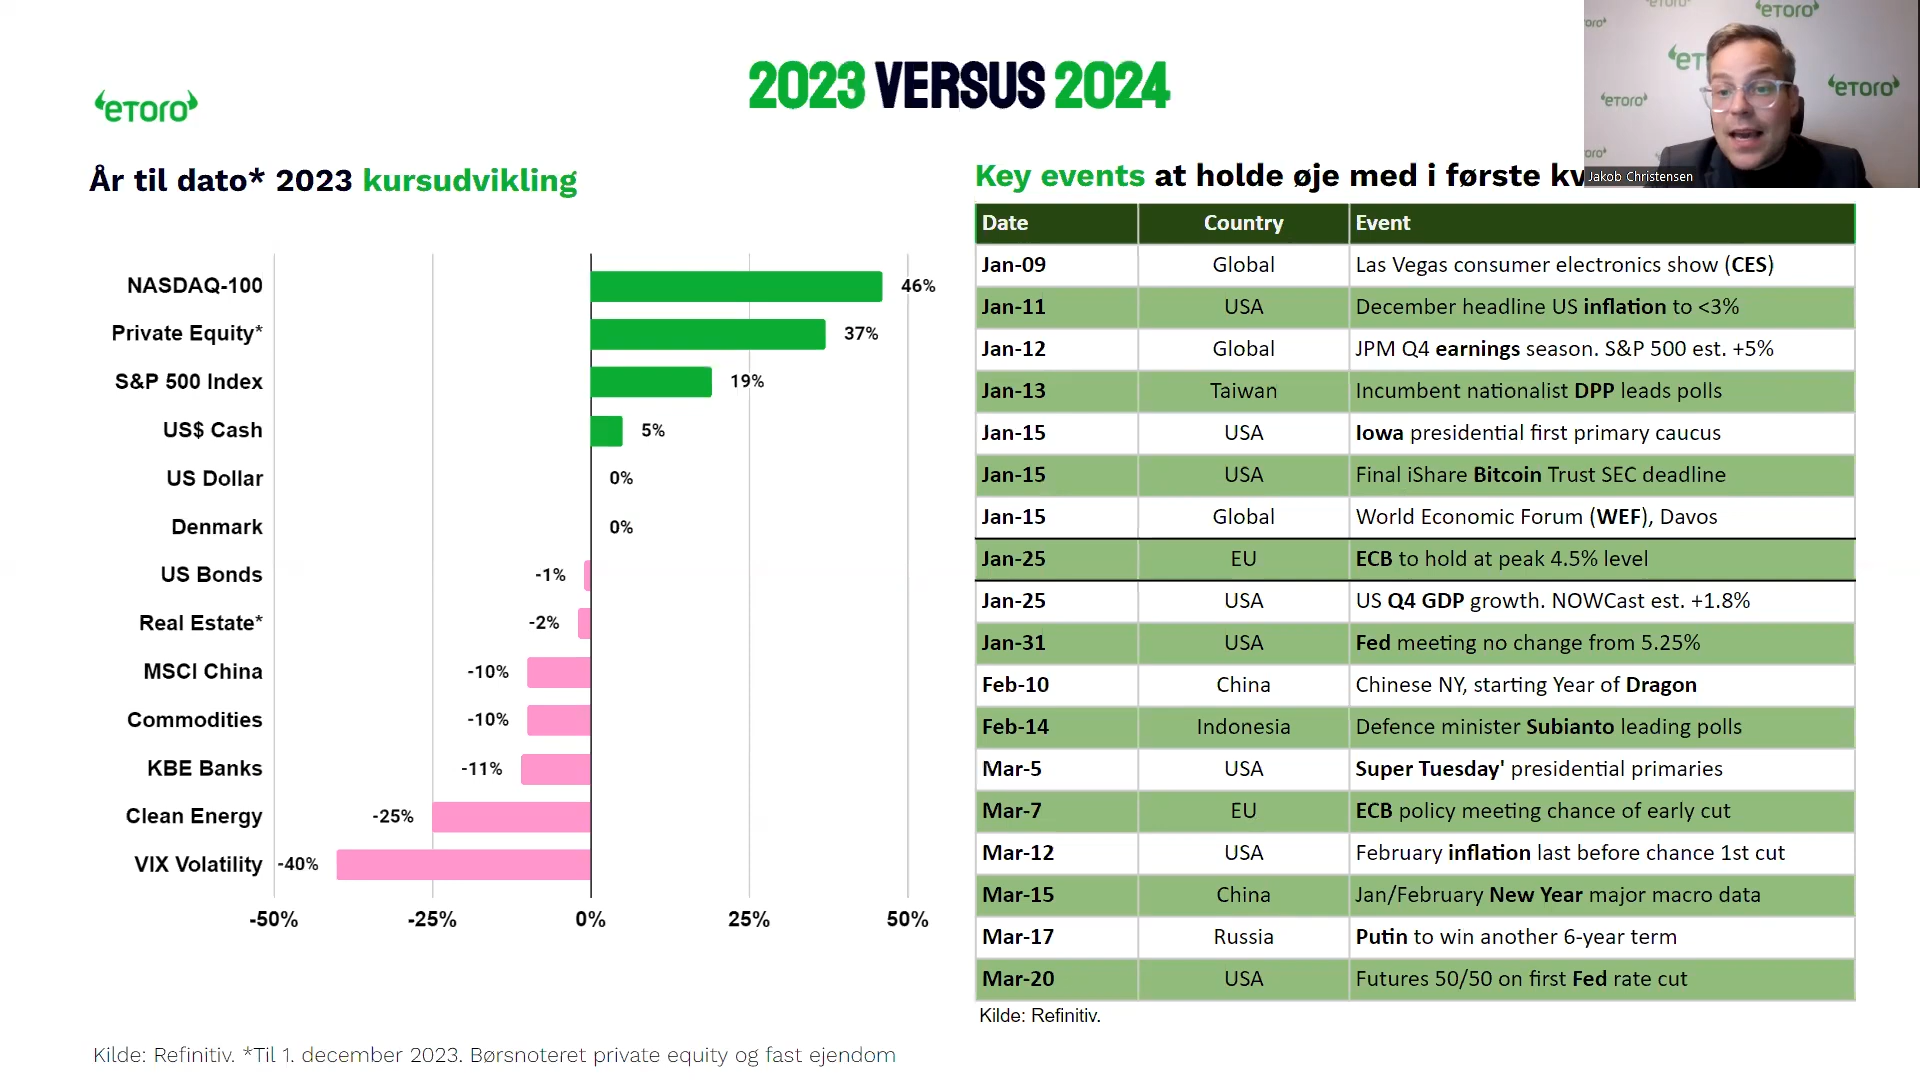 2023 VERSUS 2024
eTORO
År til dato* 2023 kursudvikling
NASDAQ-100 46%
Private Equity* 37%
S&P 500 Index 19%
US$ Cash 5%
US Dollar 0%
Denmark 0%
US Bonds -1%
Real Estate* -2%
MSCI China -10%
Commodities -10%
KBE Banks -11%
Clean Energy -25%
VIX Volatility -40%
-50% -25% 0% 25% 50%
Kilde: Refinitiv. *Til 1. december 2023. Børsnoteret private equity og fast ejendom
Key events at holde øje med i første
Date Country Event
Jan-09 Global Las Vegas consumer electronics show (CES)
Jan-11 USA December headline US inflation to <3%
Jan-12 Global JPM Q4 earnings season. S&P 500 est. +5%
Jan-13 Taiwan Incumbent nationalist DPP leads polls
Jan-15 USA Iowa presidential first primary caucus
Jan-15 USA Final iShare Bitcoin Trust SEC deadline
Jan-15 Global World Economic Forum (WEF), Davos
Jan-25 EU ECB to hold at peak 4.5% level
Jan-25 USA US Q4 GDP growth. NOWCast est. +1.8%
Jan-31 USA Fed meeting no change from 5.25%
Feb-10 China Chinese NY, starting Year of Dragon
Feb-14 Indonesia Defence minister Subianto leading polls
Mar-5 USA Super Tuesday' presidential primaries
Mar-7 EU ECB policy meeting chance of early cut
Mar-12 USA February inflation last before chance 1st cut
Mar-15 China Jan/February New Year major macro data
Mar-17 Russia Putin to win another 6-year term
Mar-20 USA Futures 50/50 on first Fed rate cut
Kilde: Refinitiv.
eTORO
eTORO
eTORO
Jakob Christensen